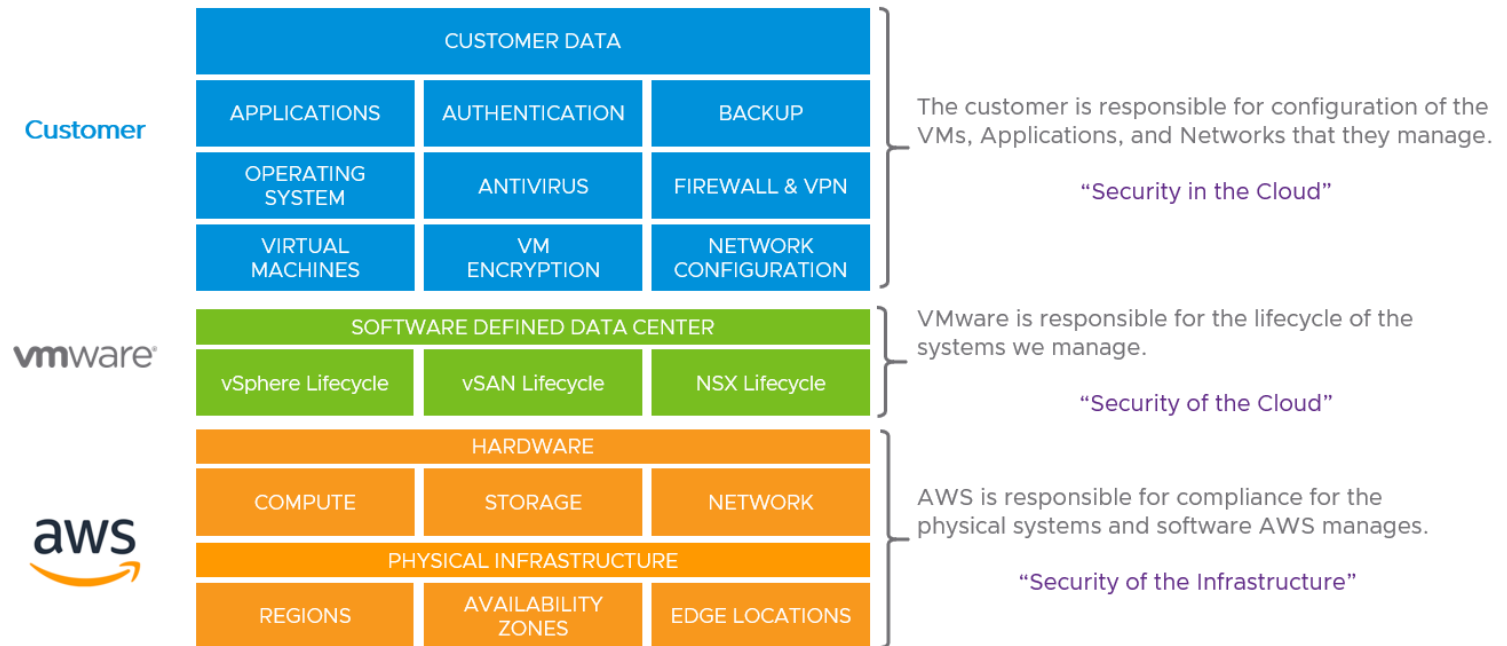 CUSTOMER DATA
Customer
APPLICATIONS
AUTHENTICATION
BACKUP
OPERATING
SYSTEM
ANTIVIRUS
FIREWALL & VPN
VIRTUAL
MACHINES
VM
ENCRYPTION
NETWORK
CONFIGURATION
The customer is responsible for configuration of the
VMs, Applications, and Networks that they manage.
“Security in the Cloud”
vmware®
SOFTWARE DEFINED DATA CENTER
vSphere Lifecycle
vSAN Lifecycle
NSX Lifecycle
VMware is responsible for the lifecycle of the
systems we manage.
“Security of the Cloud”
aws
HARDWARE
COMPUTE
STORAGE
NETWORK
PHYSICAL INFRASTRUCTURE
REGIONS
AVAILABILITY
ZONES
EDGE LOCATIONS
AWS is responsible for compliance for the
physical systems and software AWS manages.
“Security of the Infrastructure”